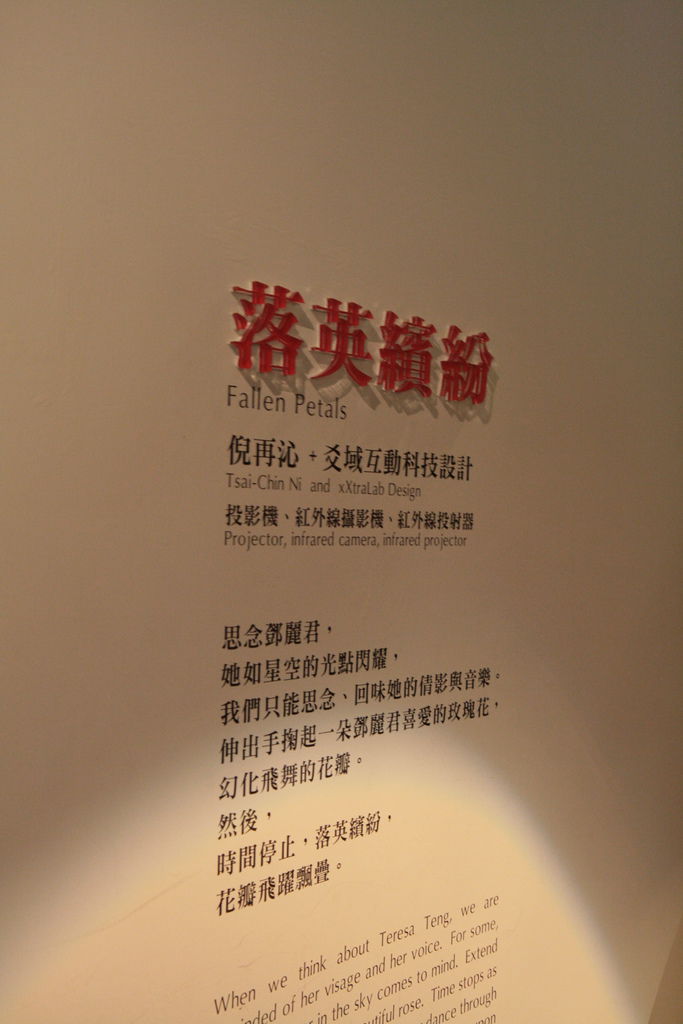 落英繽紛
Fallen Petals
倪再沁 + 爻域互動科技設計
Tsai-Chin Ni and xXtraLab Design
投影機、紅外線攝影機、紅外線投射器
Projector, infrared camera, infrared projector
思念鄧麗君，
她如星空的光點閃耀，
我們只能思念、回味她的倩影與音樂。
伸出手掬起一朵鄧麗君喜愛的玫瑰花，
幻化飛舞的花瓣。
然後，
時間停止，落英繽紛，
花瓣飛躍飄疊。
When we think about Teresa Teng, we are
of her visage and her voice. For some,
in the sky comes to mind. Extend
rose. Time stops as
dance through